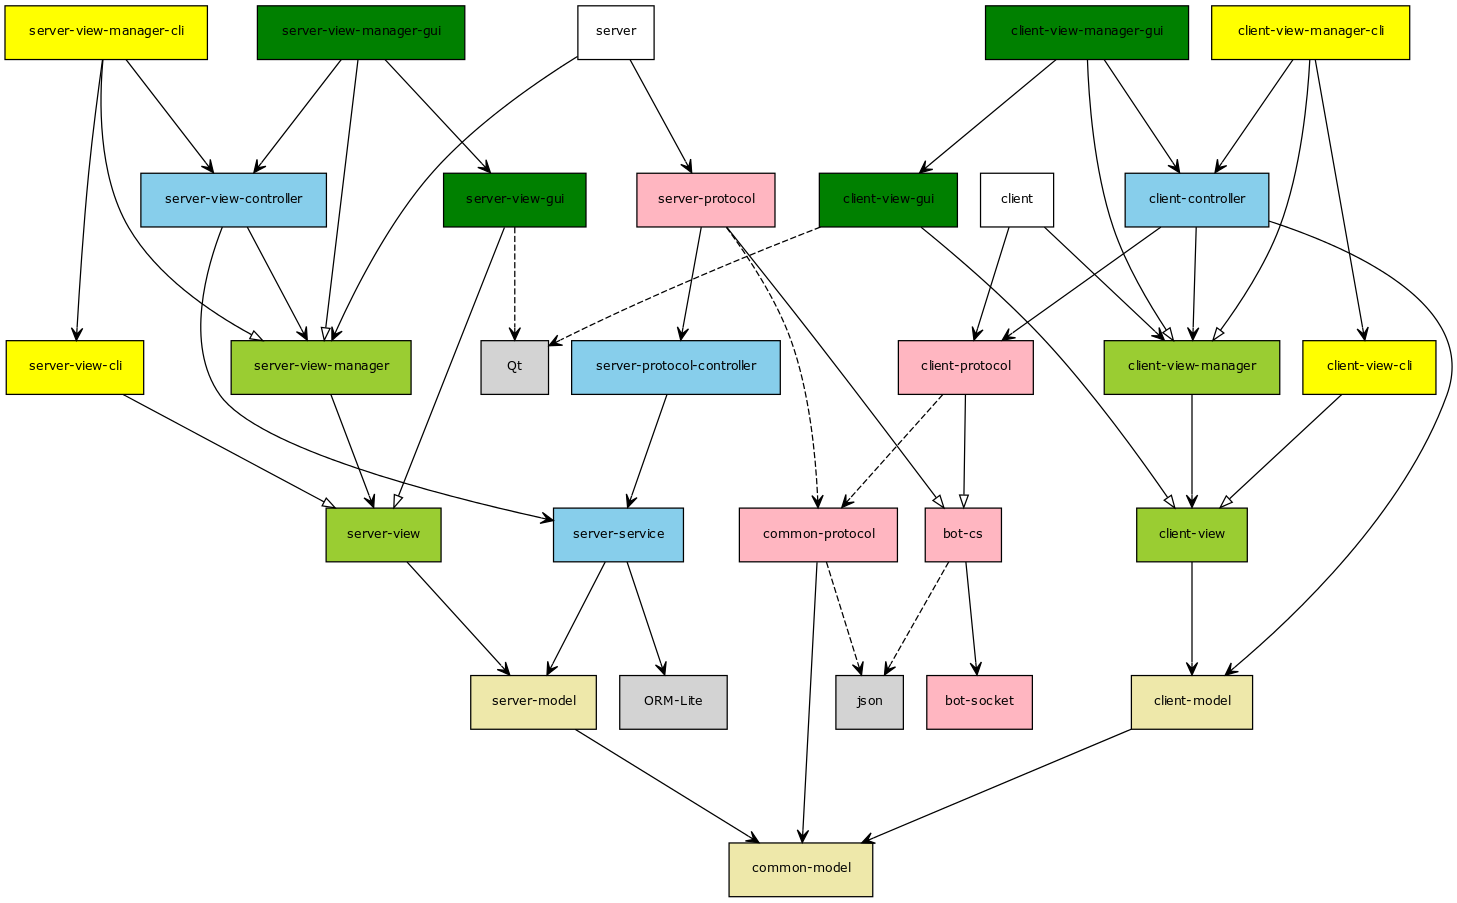 server-view-manager-cli
server-view-manager-gui
server
client-view-manager-gui
client-view-manager-cli
server-view-controller
server-view-gui
server-protocol
client-view-gui
client
client-controller
server-view-cli
server-view-manager
Qt
server-protocol-controller
client-protocol
client-view-manager
client-view-cli
server-view
server-service
common-protocol
bot-cs
client-view
server-model
ORM-Lite
json
bot-socket
client-model
common-model